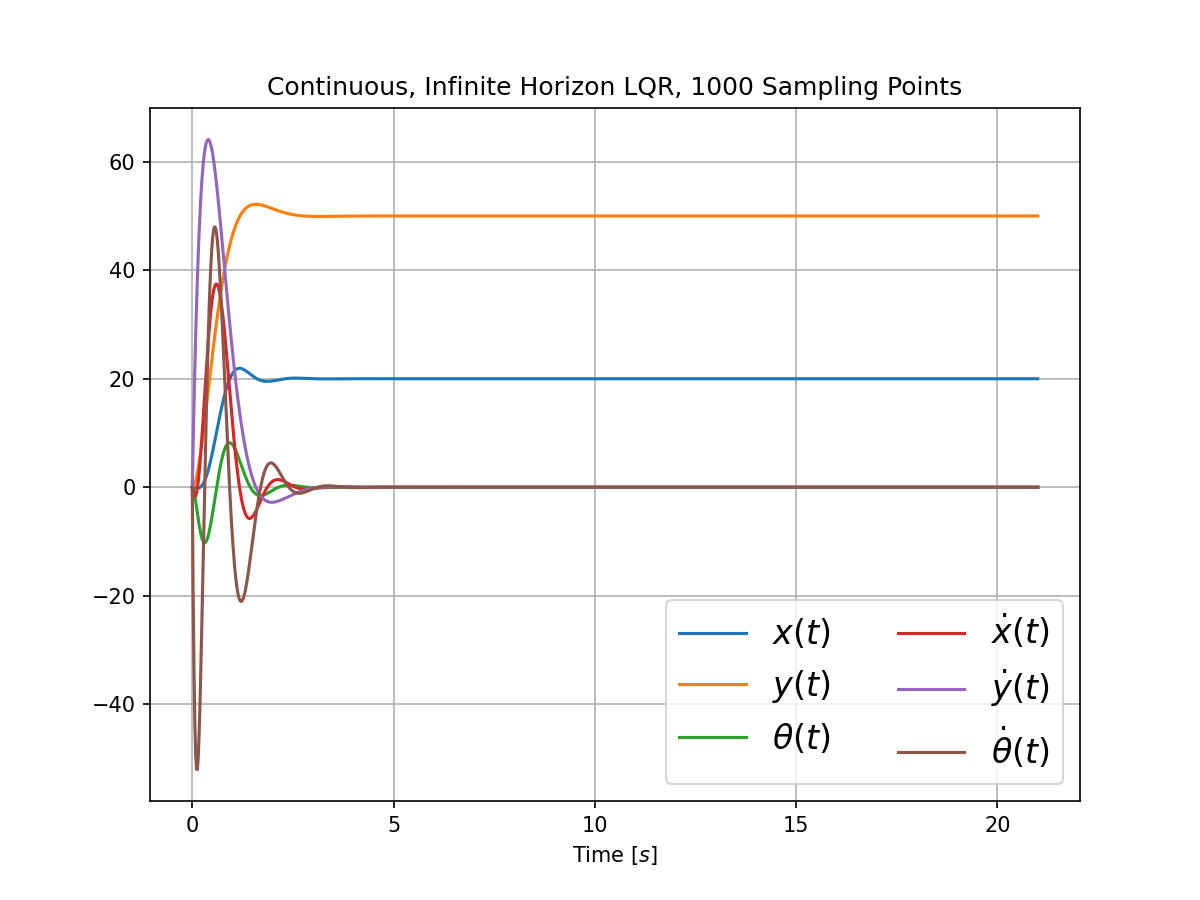 Continuous, Infinite Horizon LQR, 1000 Sampling Points
60
40
20
0
−20
−40
x(t)
y(t)
θ(t)
ẋ(t)
ẏ(t)
θ̇(t)
0 5 10 15 20
Time [s]